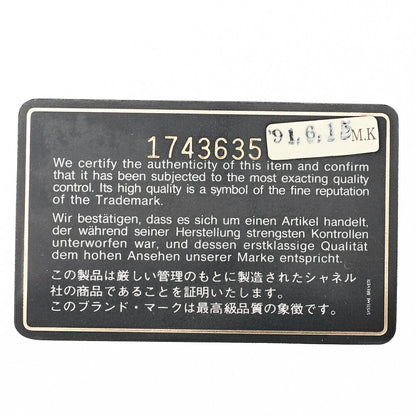 '91.6.15 M.K
1743635
We certify the authenticity of this item and confirm
that it has been subjected to the most exacting quality
control. Its high quality is a symbol of the fine reputation
of the Trademark.
Wir bestätigen, dass es sich um einen Artikel handelt,
der während seiner Herstellung strengsten Kontrollen
unterworfen war, und dessen erstklassige Qualität
dem hohen Ansehen unserer Marke entspricht.
この製品は厳しい管理のもとに製造されたシャネル
社の商品であることを証明いたします。
このブランド・マークは最高級品質の象徴です。